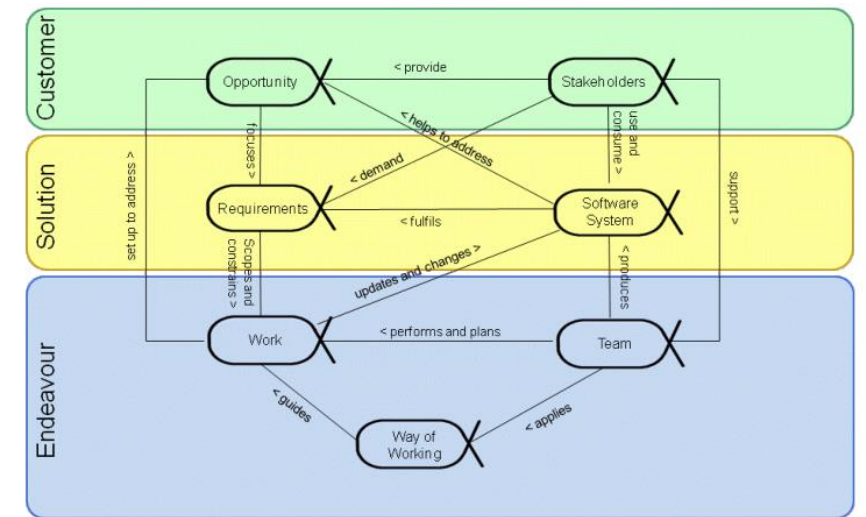 Customer
Opportunity
< provide
Stakeholders
focuses >
< helps to address
use and
consume >
< demand
set up to address >
support >
Solution
Requirements
< fulfils
Software
System
Scopes and
constrains >
updates and changes >
< produces
Endeavour
Work
< performs and plans
Team
< guides
< applies
Way of
Working